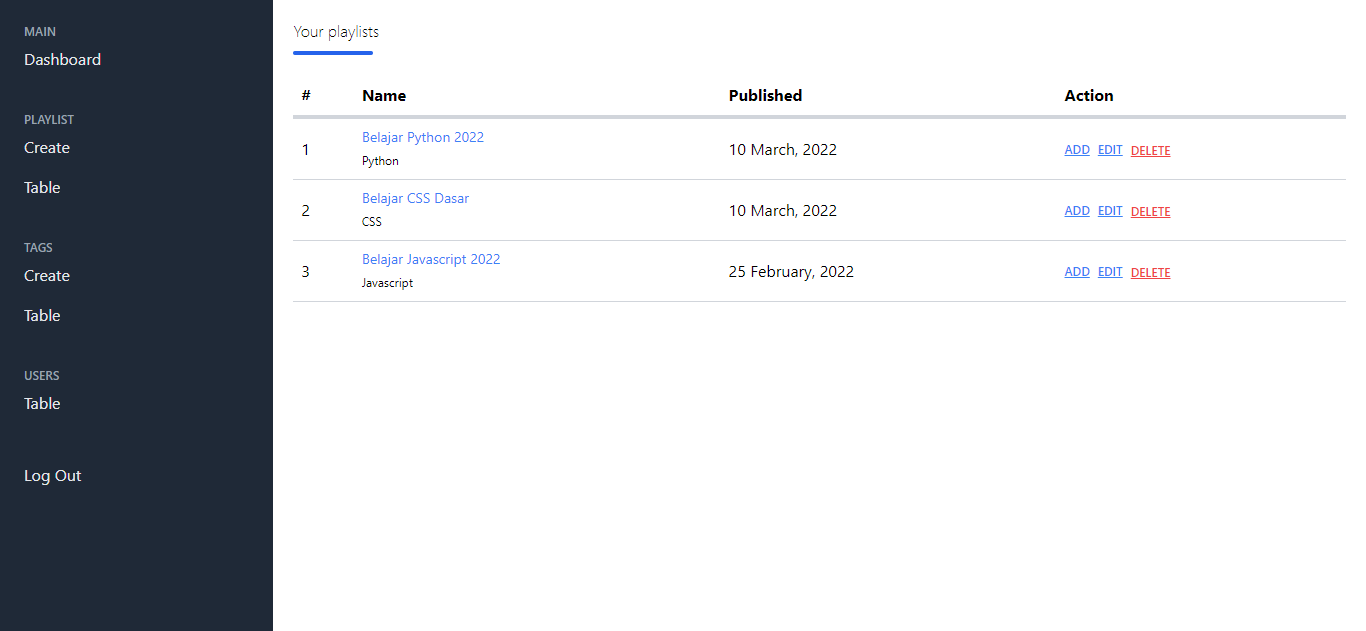 MAIN
Dashboard
PLAYLIST
Create
Table
TAGS
Create
Table
USERS
Table
Log Out
Your playlists
# Name Published Action
1 Belajar Python 2022 10 March, 2022 ADD EDIT DELETE
Python
2 Belajar CSS Dasar 10 March, 2022 ADD EDIT DELETE
CSS
3 Belajar Javascript 2022 25 February, 2022 ADD EDIT DELETE
Javascript